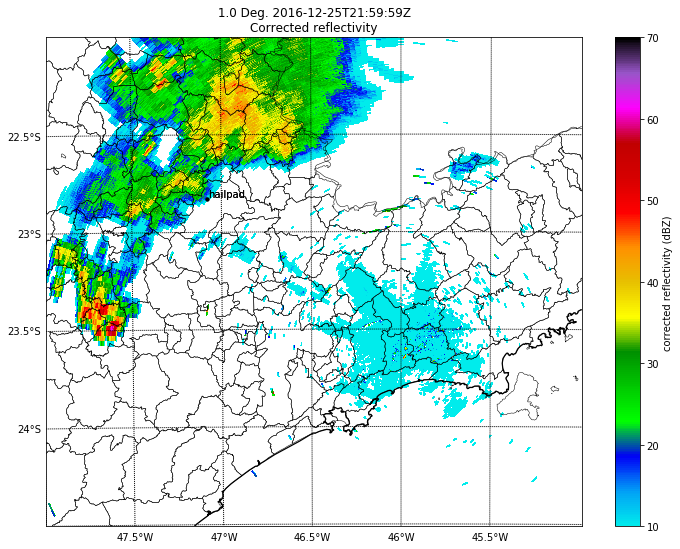 1.0 Deg. 2016-12-25T21:59:59Z
Corrected reflectivity
70
60
50
40
30
20
10
corrected reflectivity (dBZ)
22.5°S
23°S
23.5°S
24°S
hailpad
47.5°W
47°W
46.5°W
46°W
45.5°W